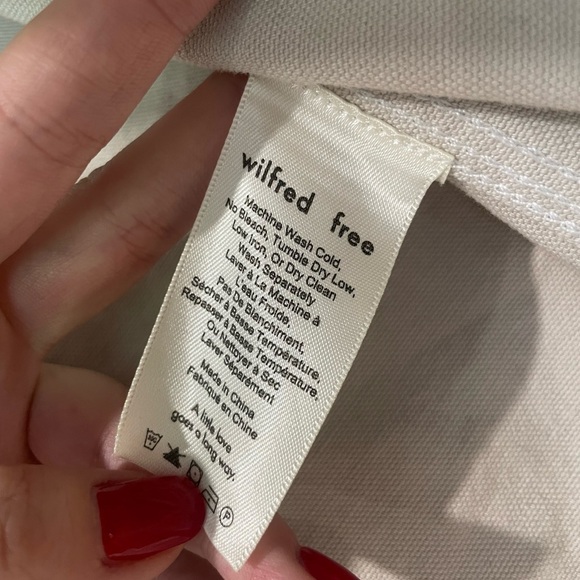 wilfred free
Machine Wash Cold,
No Bleach, Tumble Dry Low,
Low Iron, Or Dry Clean
Wash Separately
Laver à La Machine à
L'eau Froide,
Pas De Blanchiment,
Sécher à Basse Température,
Repasser à Basse Température,
Ou Nettoyer à Sec
Laver Séparément
Made in China
Fabriqué en Chine
A little love
goes a long way.
P